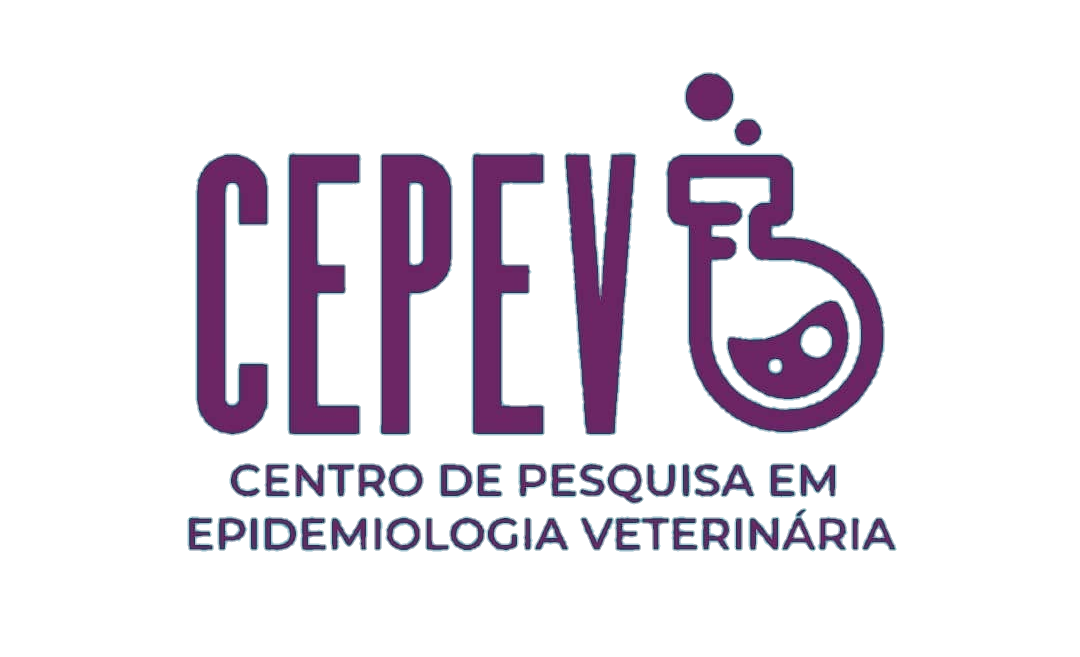 CEPEV
CENTRO DE PESQUISA EM
EPIDEMIOLOGIA VETERINÁRIA